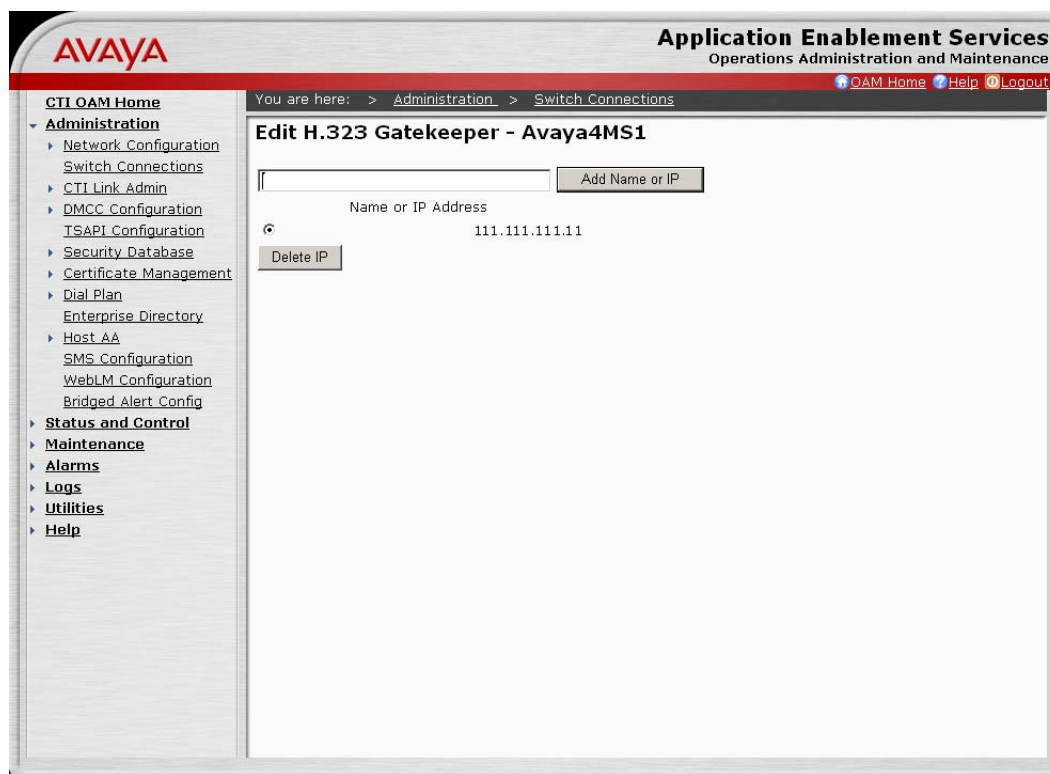 AVAYA
Application Enablement Services
Operations Administration and Maintenance
OAM Home ?Help Logout
CTI OAM Home
Administration
Network Configuration
Switch Connections
CTI Link Admin
DMCC Configuration
TSAPI Configuration
Security Database
Certificate Management
Dial Plan
Enterprise Directory
Host AA
SMS Configuration
WebLM Configuration
Bridged Alert Config
Status and Control
Maintenance
Alarms
Logs
Utilities
Help
You are here: > Administration > Switch Connections
Edit H.323 Gatekeeper - Avaya4MS1
Add Name or IP
Name or IP Address
111.111.111.11
Delete IP